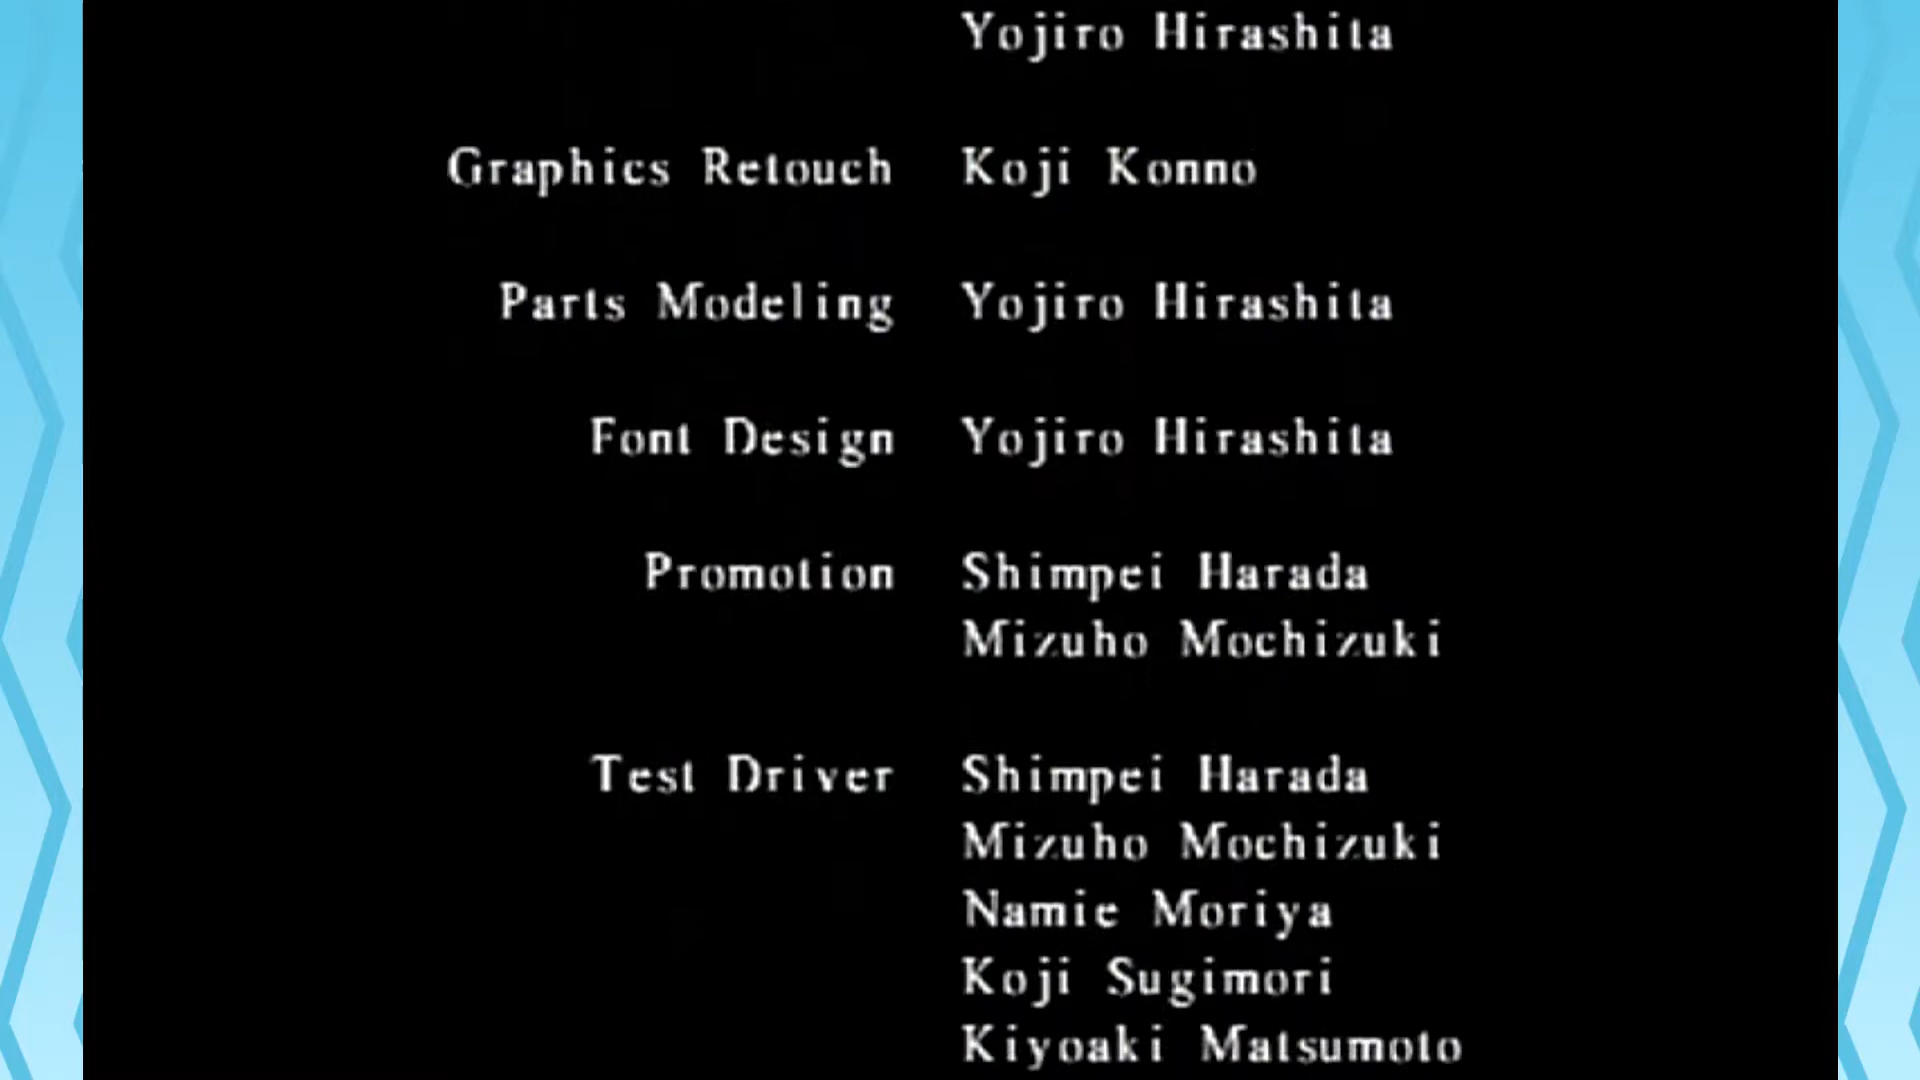 Yojiro Hirashita
Graphics Retouch Koji Konno
Parts Modeling Yojiro Hirashita
Font Design Yojiro Hirashita
Promotion Shimpei Harada
Mizuho Mochizuki
Test Driver Shimpei Harada
Mizuho Mochizuki
Namie Moriya
Koji Sugimori
Kiyoaki Matsumoto